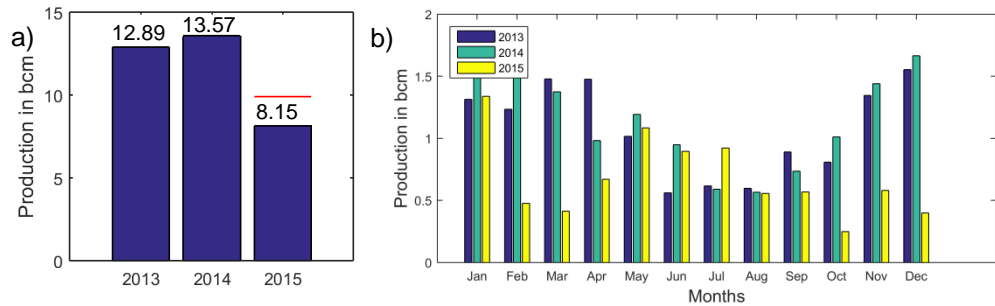 a)
Production in bcm
15
10
5
0
12.89
13.57
8.15
2013 2014 2015
b)
Production in bcm
2
1.5
1
0.5
0
2013
2014
2015
Jan Feb Mar Apr May Jun Jul Aug Sep Oct Nov Dec
Months